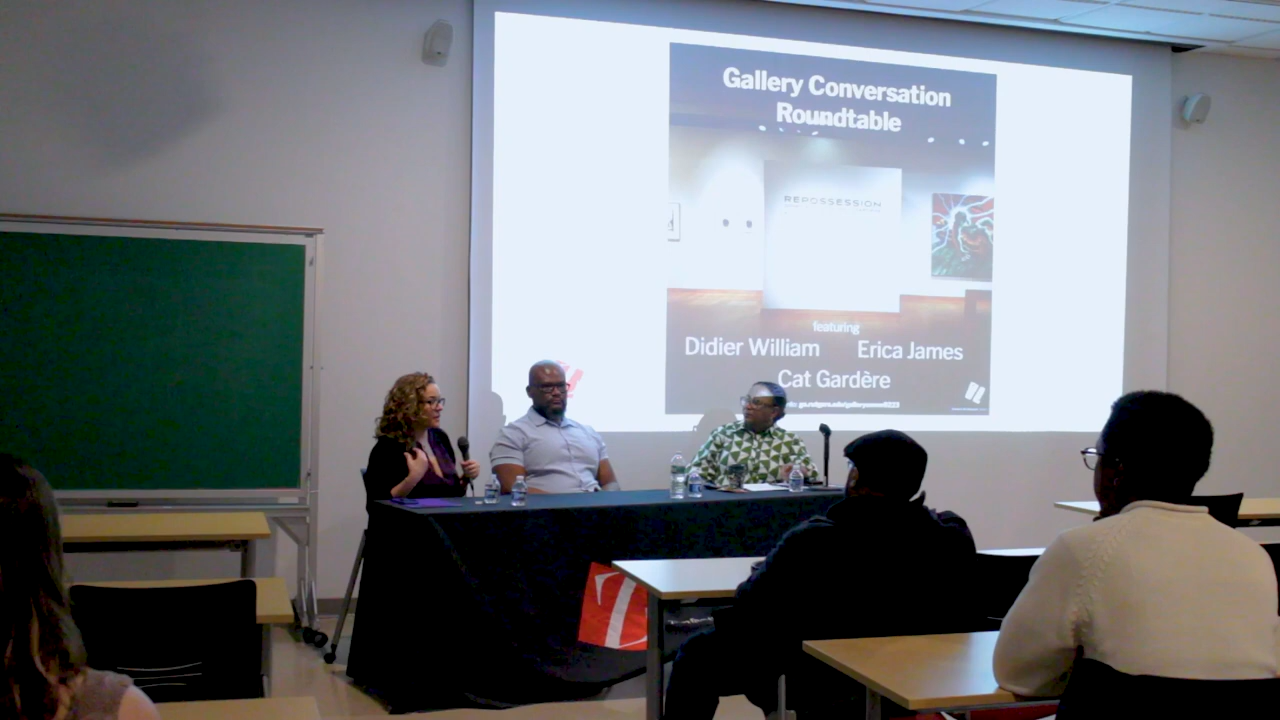 Gallery Conversation
Roundtable
REPOSSESSION
featuring
Didier William Erica James
Cat Gardère